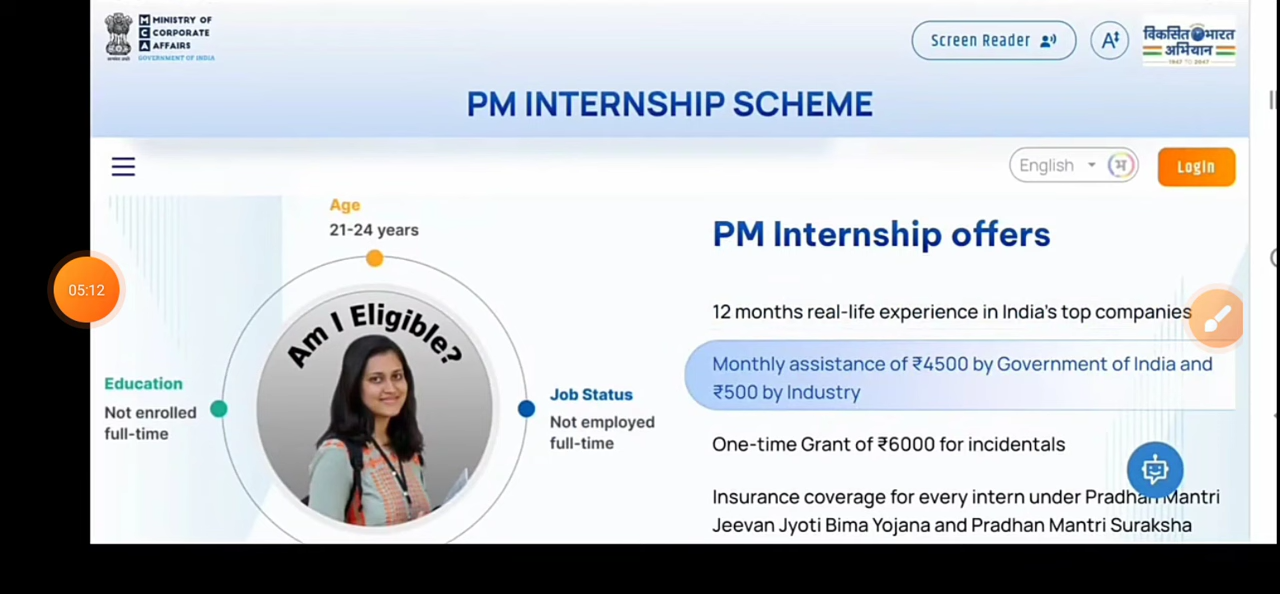 MINISTRY OF
CORPORATE
AFFAIRS
GOVERNMENT OF INDIA
Screen Reader
A
विकसित भारत
अभियान
1947 TO 2047
PM INTERNSHIP SCHEME
English
म
Login
Age
21-24 years
PM Internship offers
05:12
Am I Eligible?
12 months real-life experience in India's top companies
Monthly assistance of ₹4500 by Government of India and
₹500 by Industry
Education
Not enrolled
full-time
Job Status
Not employed
full-time
One-time Grant of ₹6000 for incidentals
Insurance coverage for every intern under Pradhan Mantri
Jeevan Jyoti Bima Yojana and Pradhan Mantri Suraksha